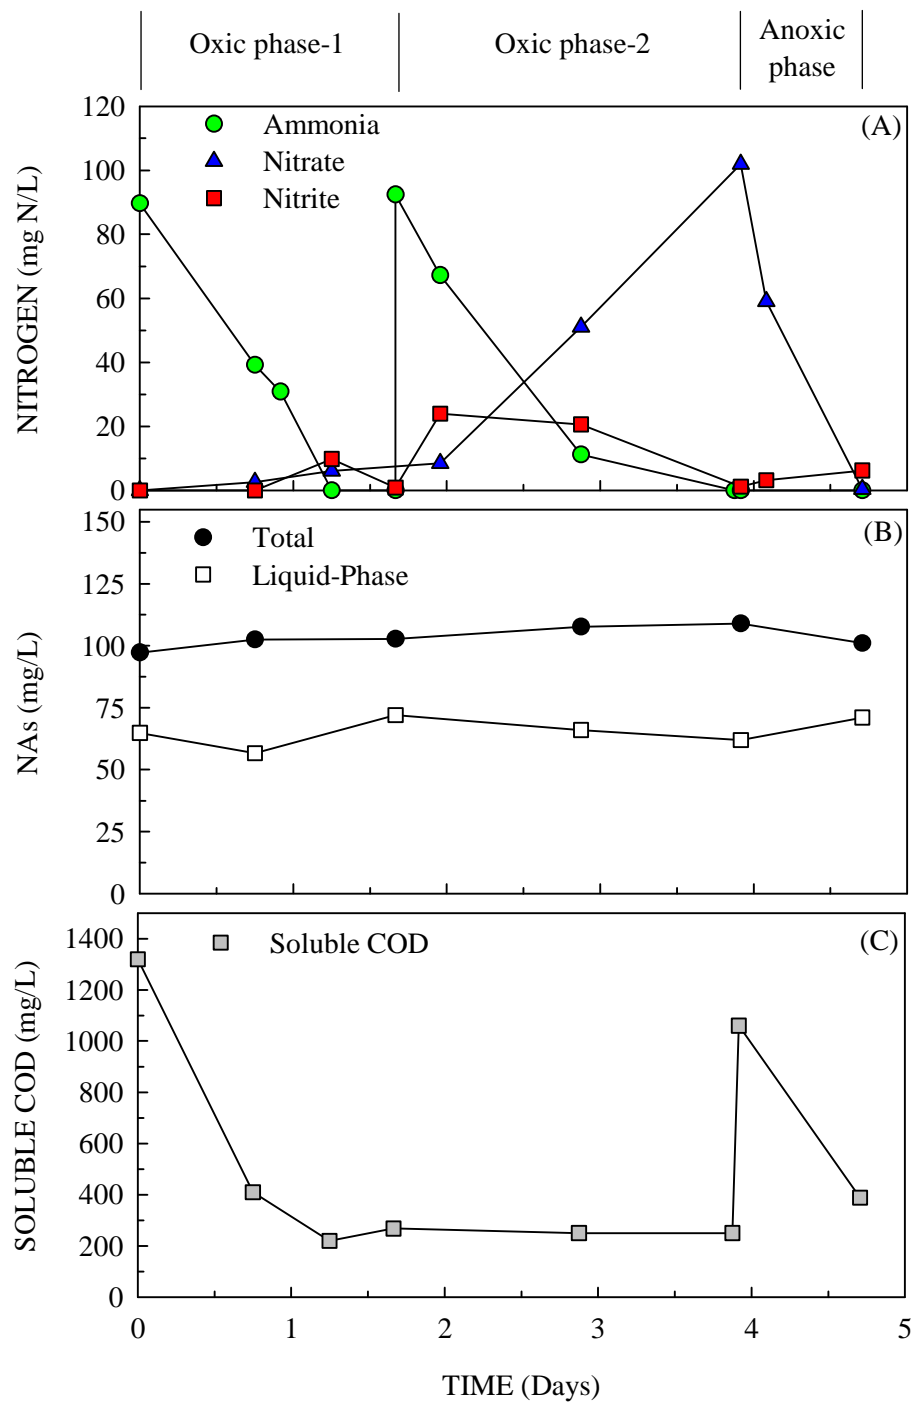 Oxic phase-1
Oxic phase-2
Anoxic
phase
(A)
Ammonia
Nitrate
Nitrite
NITROGEN (mg N/L)
120
100
80
60
40
20
0
(B)
Total
Liquid-Phase
NAs (mg/L)
150
125
100
75
50
25
0
(C)
Soluble COD
SOLUBLE COD (mg/L)
1400
1200
1000
800
600
400
200
0
0 1 2 3 4 5
TIME (Days)